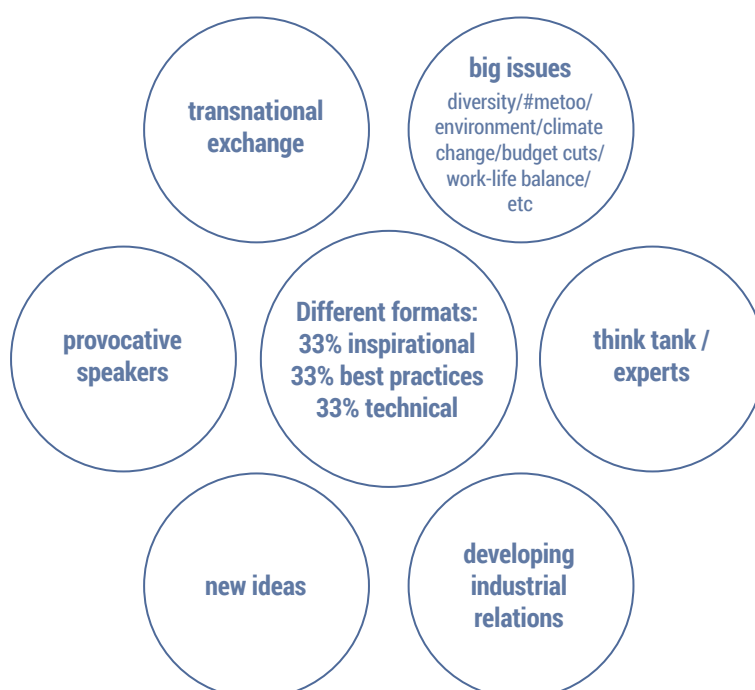 transnational
exchange
big issues
diversity/#metoo/
environment/climate
change/budget cuts/
work-life balance/
etc
provocative
speakers
Different formats:
33% inspirational
33% best practices
33% technical
think tank /
experts
new ideas
developing
industrial
relations